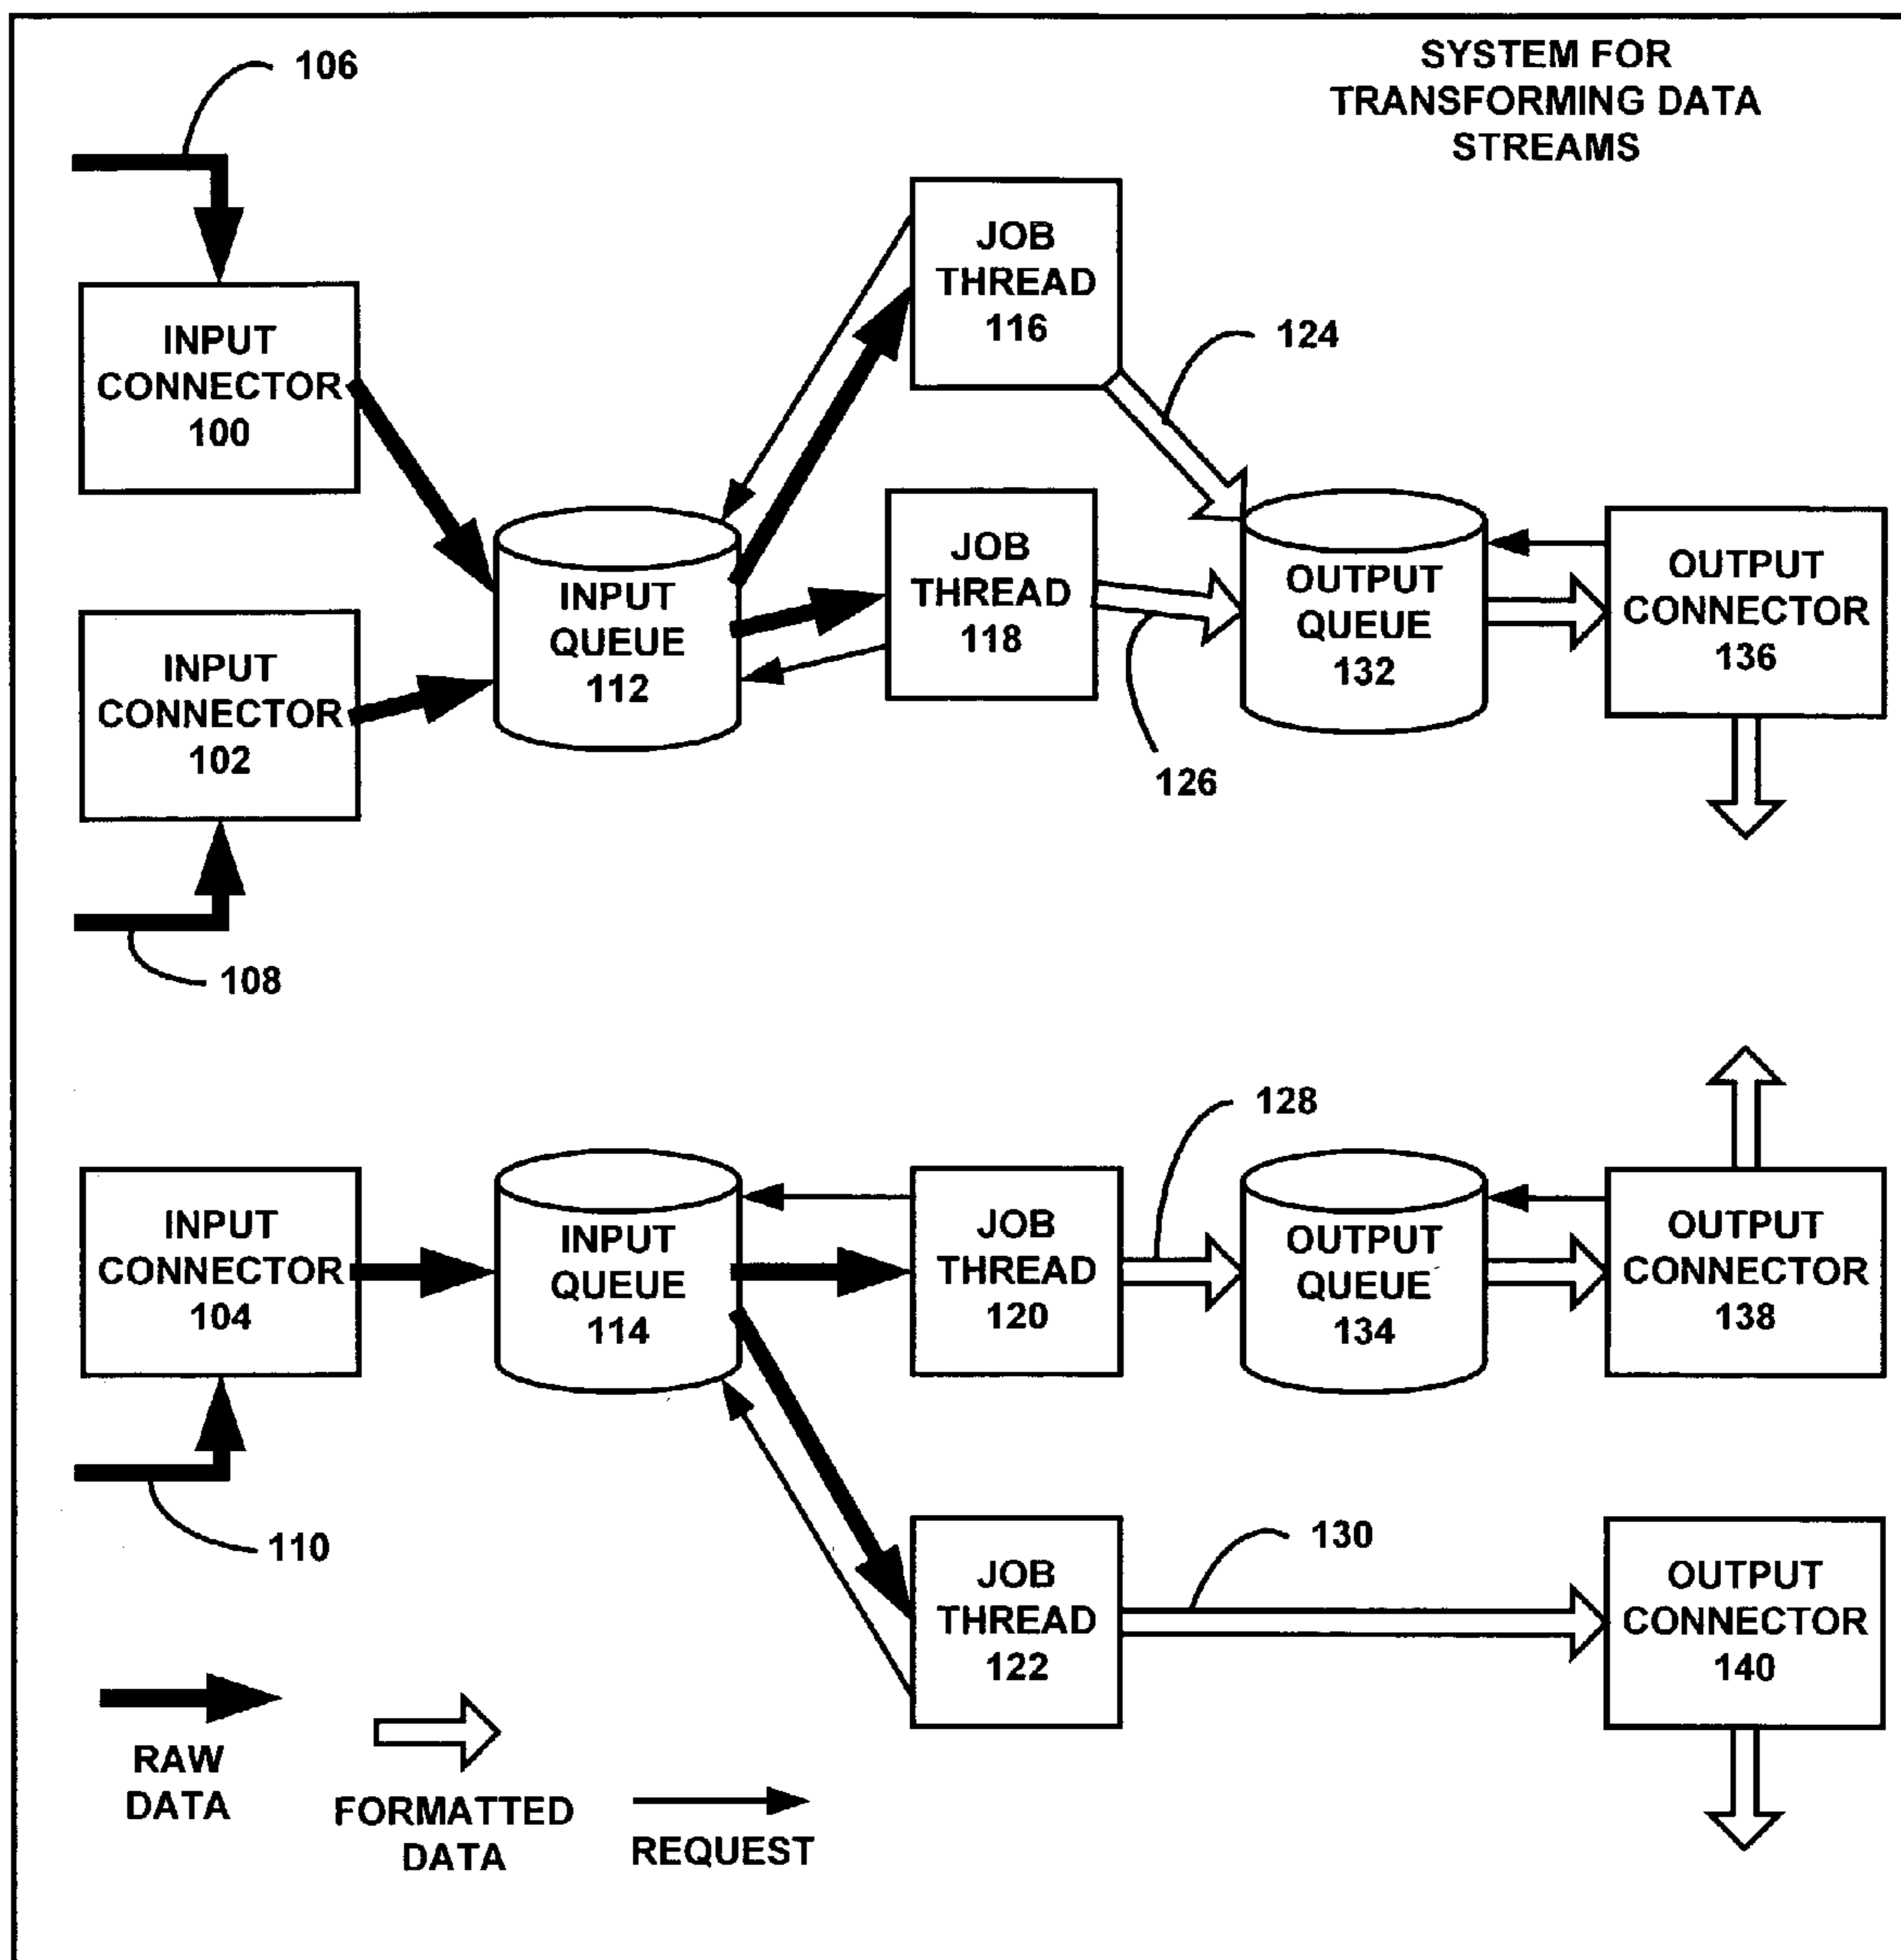 SYSTEM FOR
TRANSFORMING DATA
STREAMS
106
INPUT
CONNECTOR
100
JOB
THREAD
116
124
INPUT
QUEUE
112
JOB
THREAD
118
OUTPUT
QUEUE
132
OUTPUT
CONNECTOR
136
INPUT
CONNECTOR
102
126
108
128
INPUT
CONNECTOR
104
INPUT
QUEUE
114
JOB
THREAD
120
OUTPUT
QUEUE
134
OUTPUT
CONNECTOR
138
110
130
JOB
THREAD
122
OUTPUT
CONNECTOR
140
RAW
DATA
FORMATTED
DATA
REQUEST